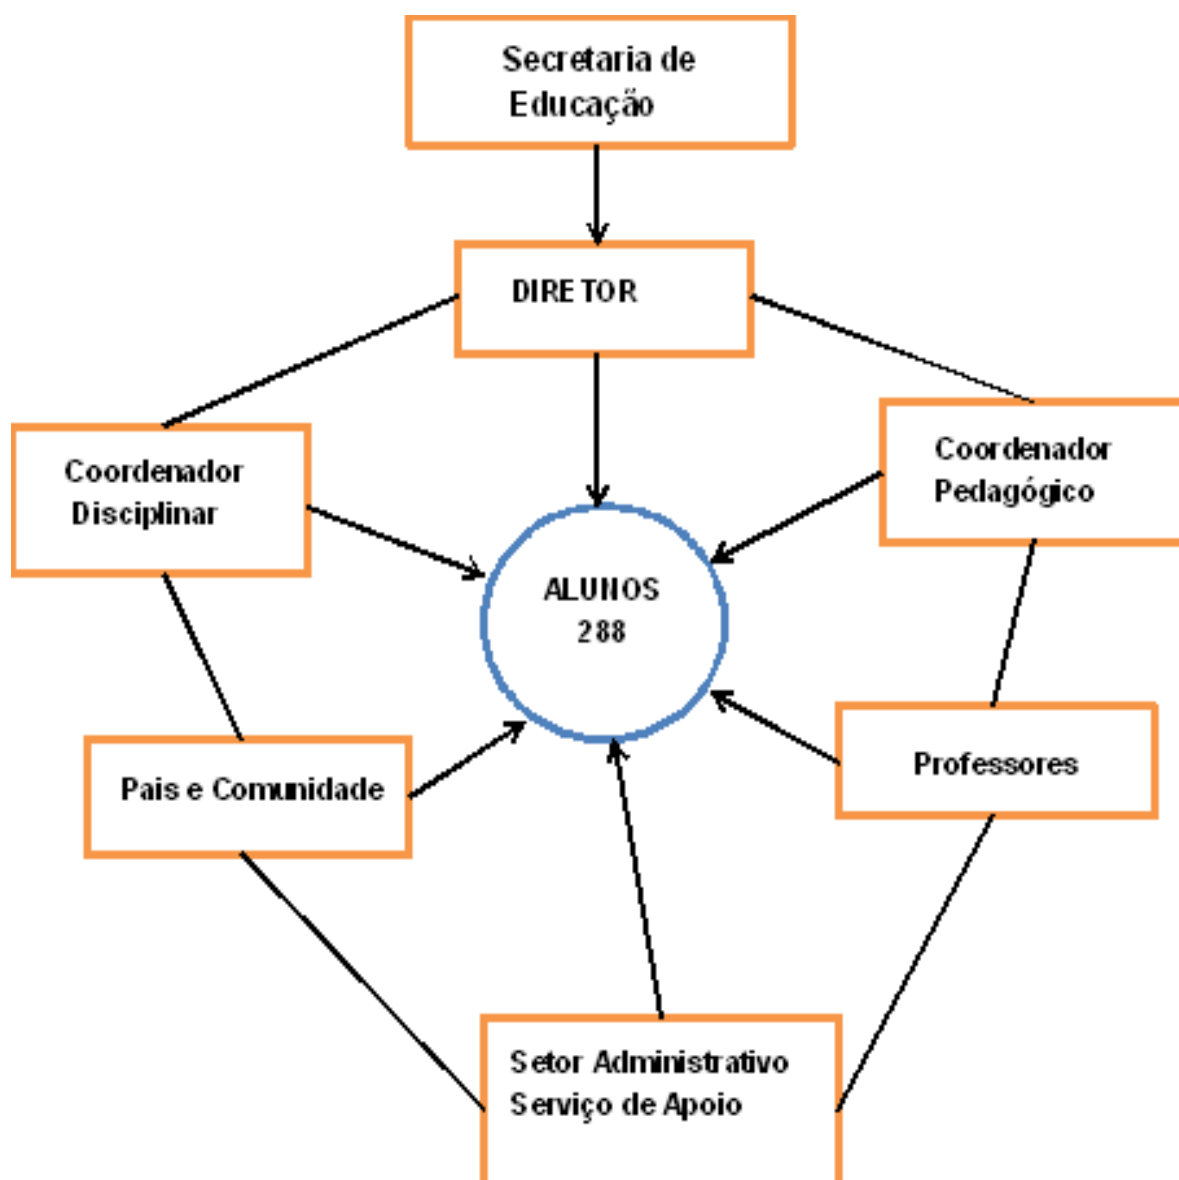 Secretaria de
Educação
DIRETOR
Coordenador
Disciplinar
Coordenador
Pedagógico
ALUNOS
288
Pais e Comunidade
Professores
Setor Administrativo
Serviço de Apoio